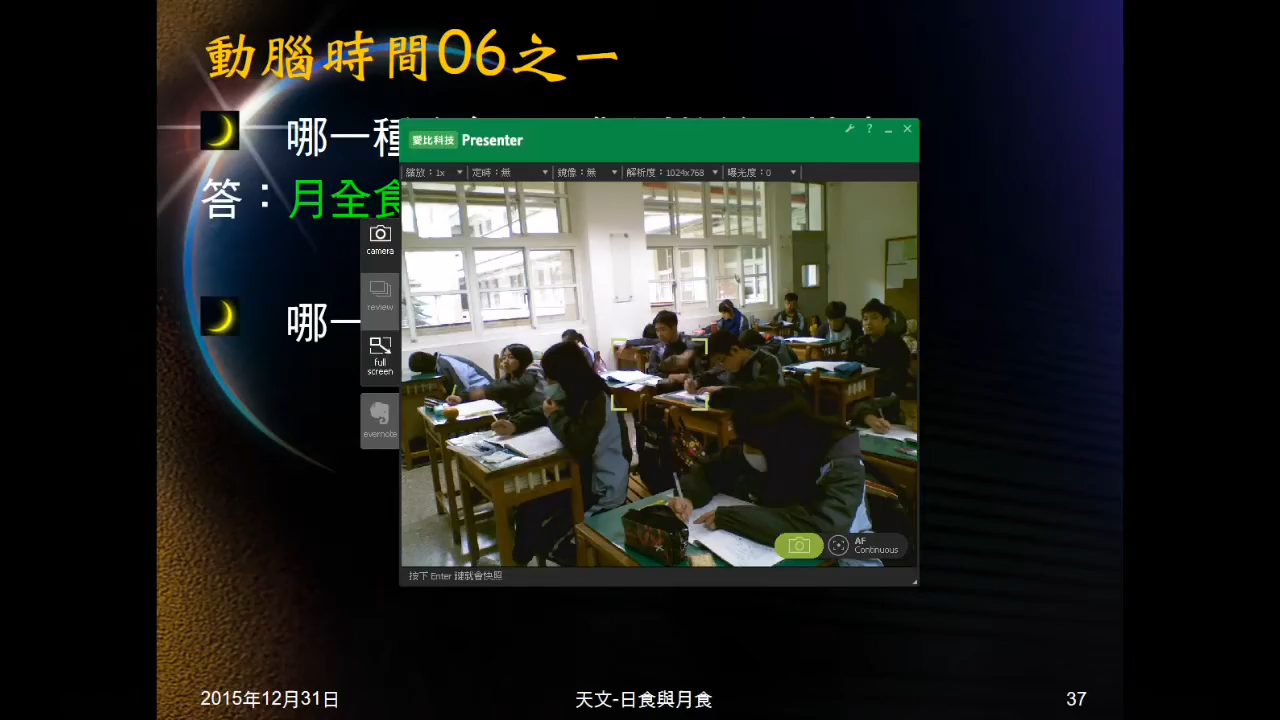 動腦時間06之一
哪一種
答：月全食
哪一
愛比科技 Presenter
縮放：1x 定時：無 鏡像：無 解析度：1024x768 曝光度：0
camera
review
full
screen
evernote
AF
Continuous
按下 Enter 鍵就會快照
2015年12月31日 天文-日食與月食 37